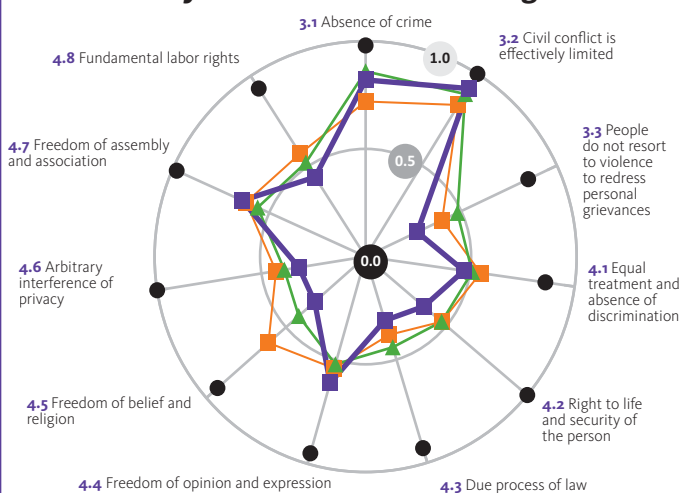 3.1 Absence of crime
1.0
3.2 Civil conflict is
effectively limited
4.8 Fundamental labor rights
3.3 People
do not resort
to violence
to redress
personal
grievances
4.7 Freedom of assembly
and association
0.5
0.0
4.1 Equal
treatment and
absence of
discrimination
4.6 Arbitrary
interference of
privacy
4.5 Freedom of belief and
religion
4.2 Right to life
and security of
the person
4.4 Freedom of opinion and expression
4.3 Due process of law